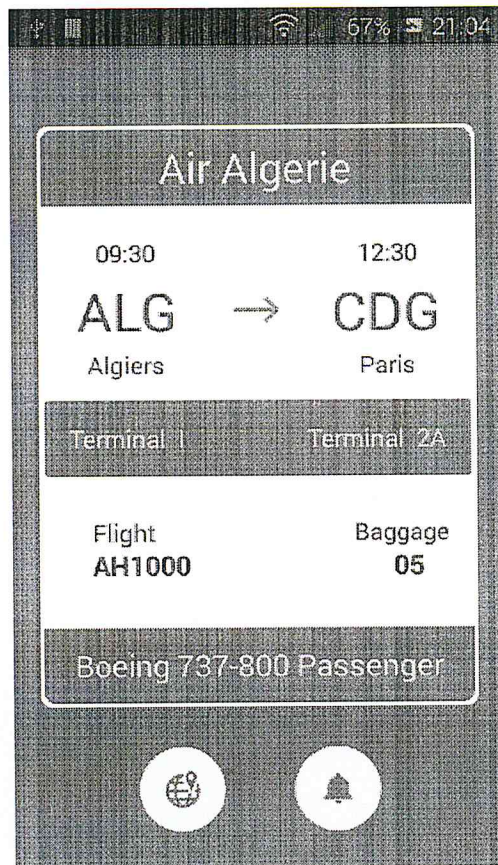 67% 21:04
Air Algerie
09:30 12:30
ALG → CDG
Algiers Paris
Terminal I Terminal 2A
Flight Baggage
AH1000 05
Boeing 737-800 Passenger